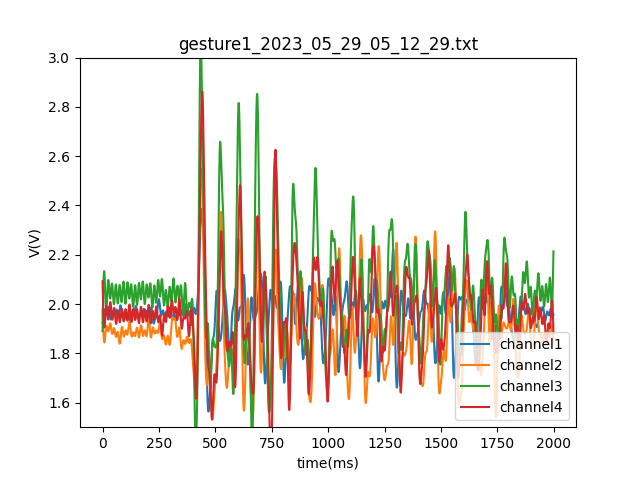 gesture1_2023_05_29_05_12_29.txt
3.0
2.8
2.6
2.4
2.2
2.0
1.8
1.6
V(V)
channel1
channel2
channel3
channel4
0 250 500 750 1000 1250 1500 1750 2000
time(ms)